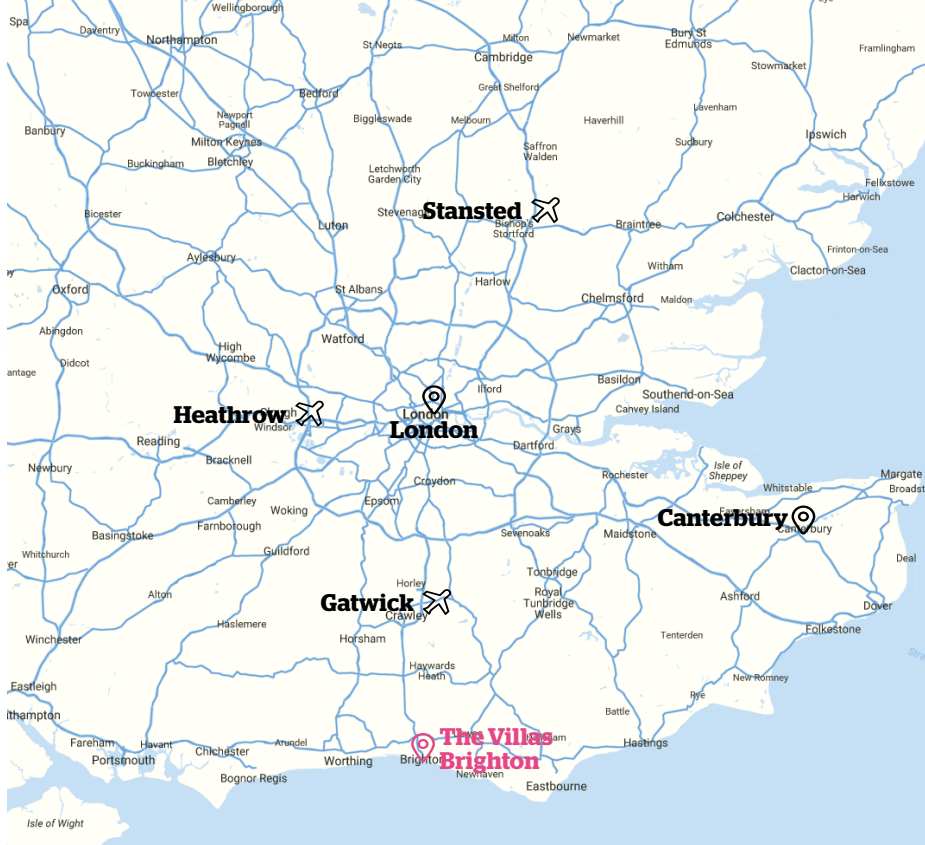 Spa
Wellingborough
Daventry
Northampton
St Neots
Milton
Cambridge
Newmarket
Bury St
Edmunds
Framlingham
Stowmarket
Towcester
Bedford
Great Shelford
Lavenham
Newport
Pagnell
Biggleswade
Melbourn
Haverhill
Banbury
Milton Keynes
Sudbury
Ipswich
Saffron
Walden
Buckingham
Bletchley
Letchworth
Garden City
Felixstowe
Harwich
Bicester
Luton
Stansted
Bishop's
Stortford
Braintree
Colchester
Frinton-on-Sea
Aylesbury
Witham
Clacton-on-Sea
Oxford
St Albans
Harlow
Chelmsford
Maldon
Abingdon
Watford
High
Wycombe
Didcot
antage
Ilford
Basildon
Southend-on-Sea
Canvey Island
Heathrow
Slough
Windsor
London
London
Grays
Reading
Dartford
Newbury
Bracknell
Croydon
Isle of
Sheppey
Rochester
Margate
Whitstable
Broadst
Camberley
Woking
Epsom
Farnborough
Canterbury
Canterbury
Basingstoke
Sevenoaks
Maidstone
Whitchurch
Guildford
Deal
Tonbridge
Horley
Royal
Tunbridge
Wells
Alton
Ashford
Gatwick
Crawley
Dover
Haslemere
Folkestone
Winchester
Horsham
Tenterden
Haywards
Heath
New Romney
Eastleigh
Rye
Battle
thampton
Fareham
Havant
Arundel
The Villas
Brighton
Hastings
Chichester
Portsmouth
Worthing
Brighton
Bognor Regis
Newhaven
Eastbourne
Isle of Wight